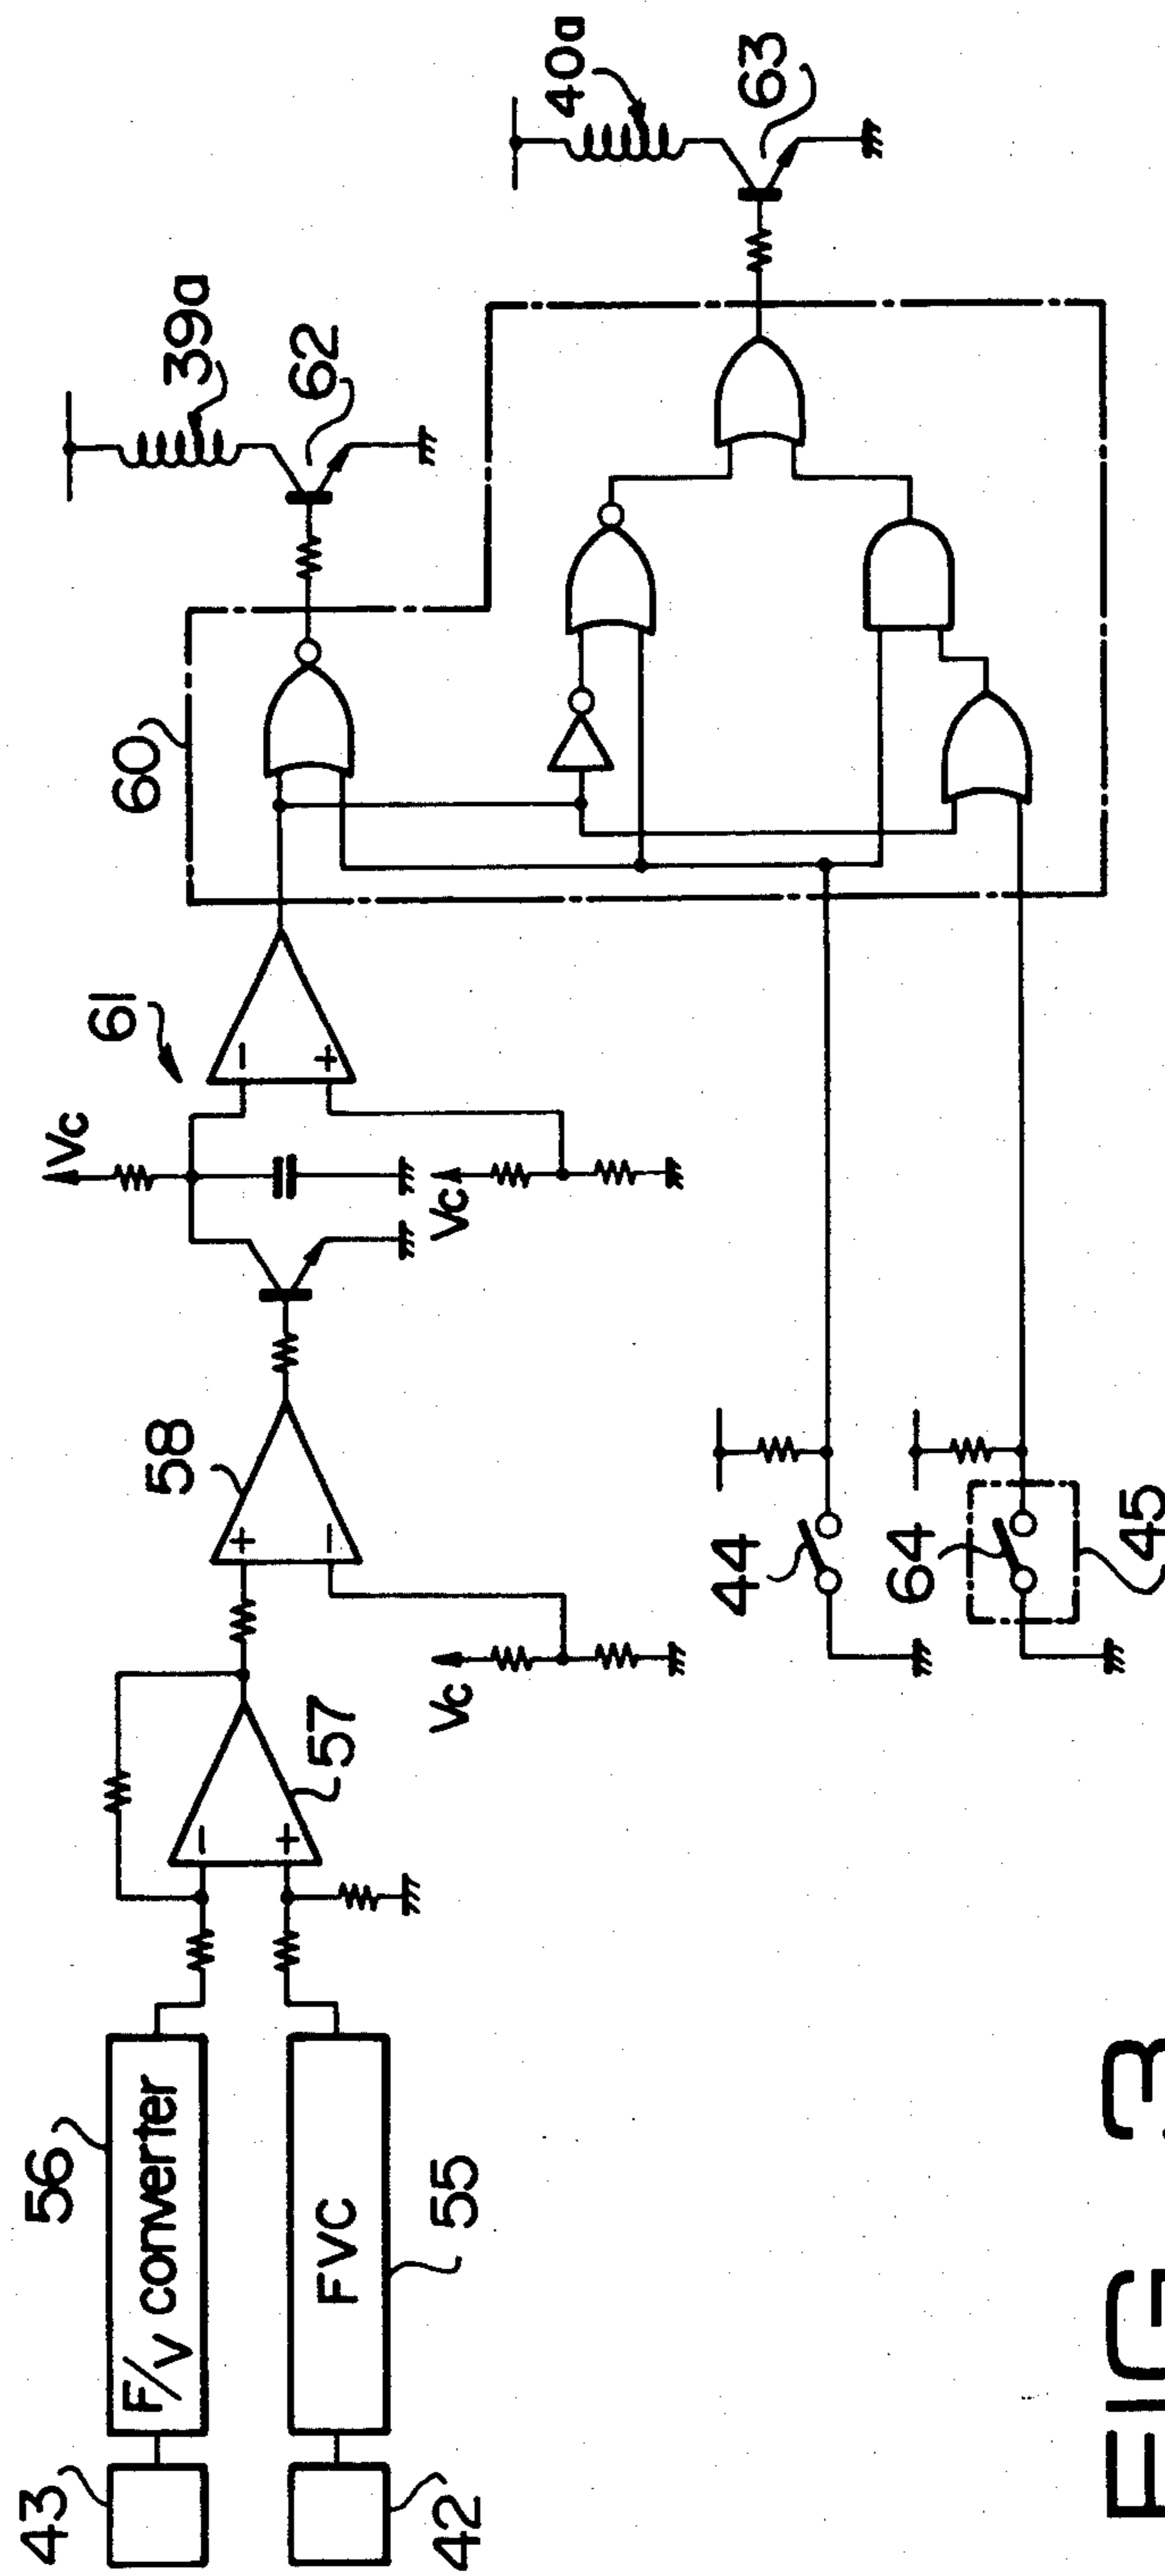 43
56
F/V converter
42
FVC
55
57
Vc
58
Vc
Vc
61
60
39a
62
40a
63
44
64
45
−
+
+
−
−
+
FIG. 3